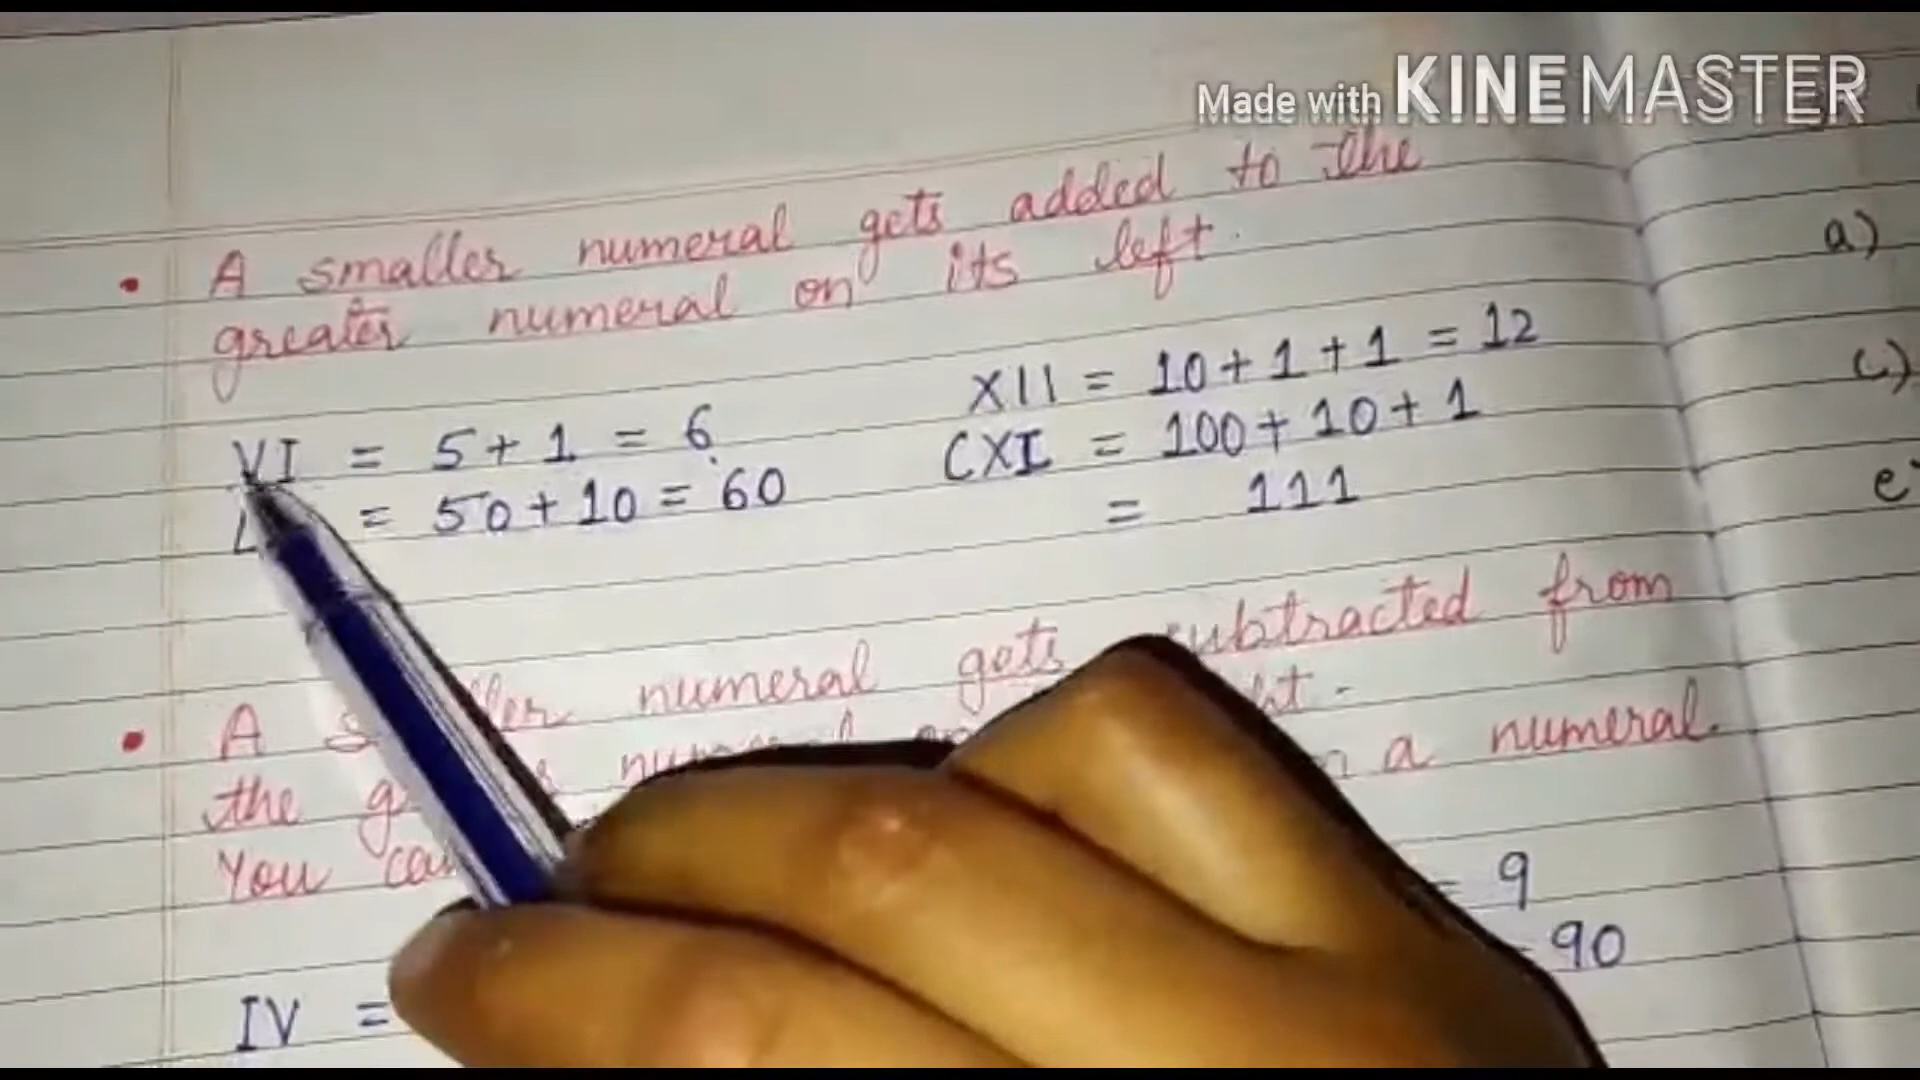 Made with KINEMASTER
• A smaller numeral gets added to the
greater numeral on its left.
VI = 5 + 1 = 6
= 50 + 10 = 60
XII = 10 + 1 + 1 = 12
CXI = 100 + 10 + 1
= 111
• A numeral gets subtracted from
the
You a numeral.
= 9
90
IV =
a)
c)
e